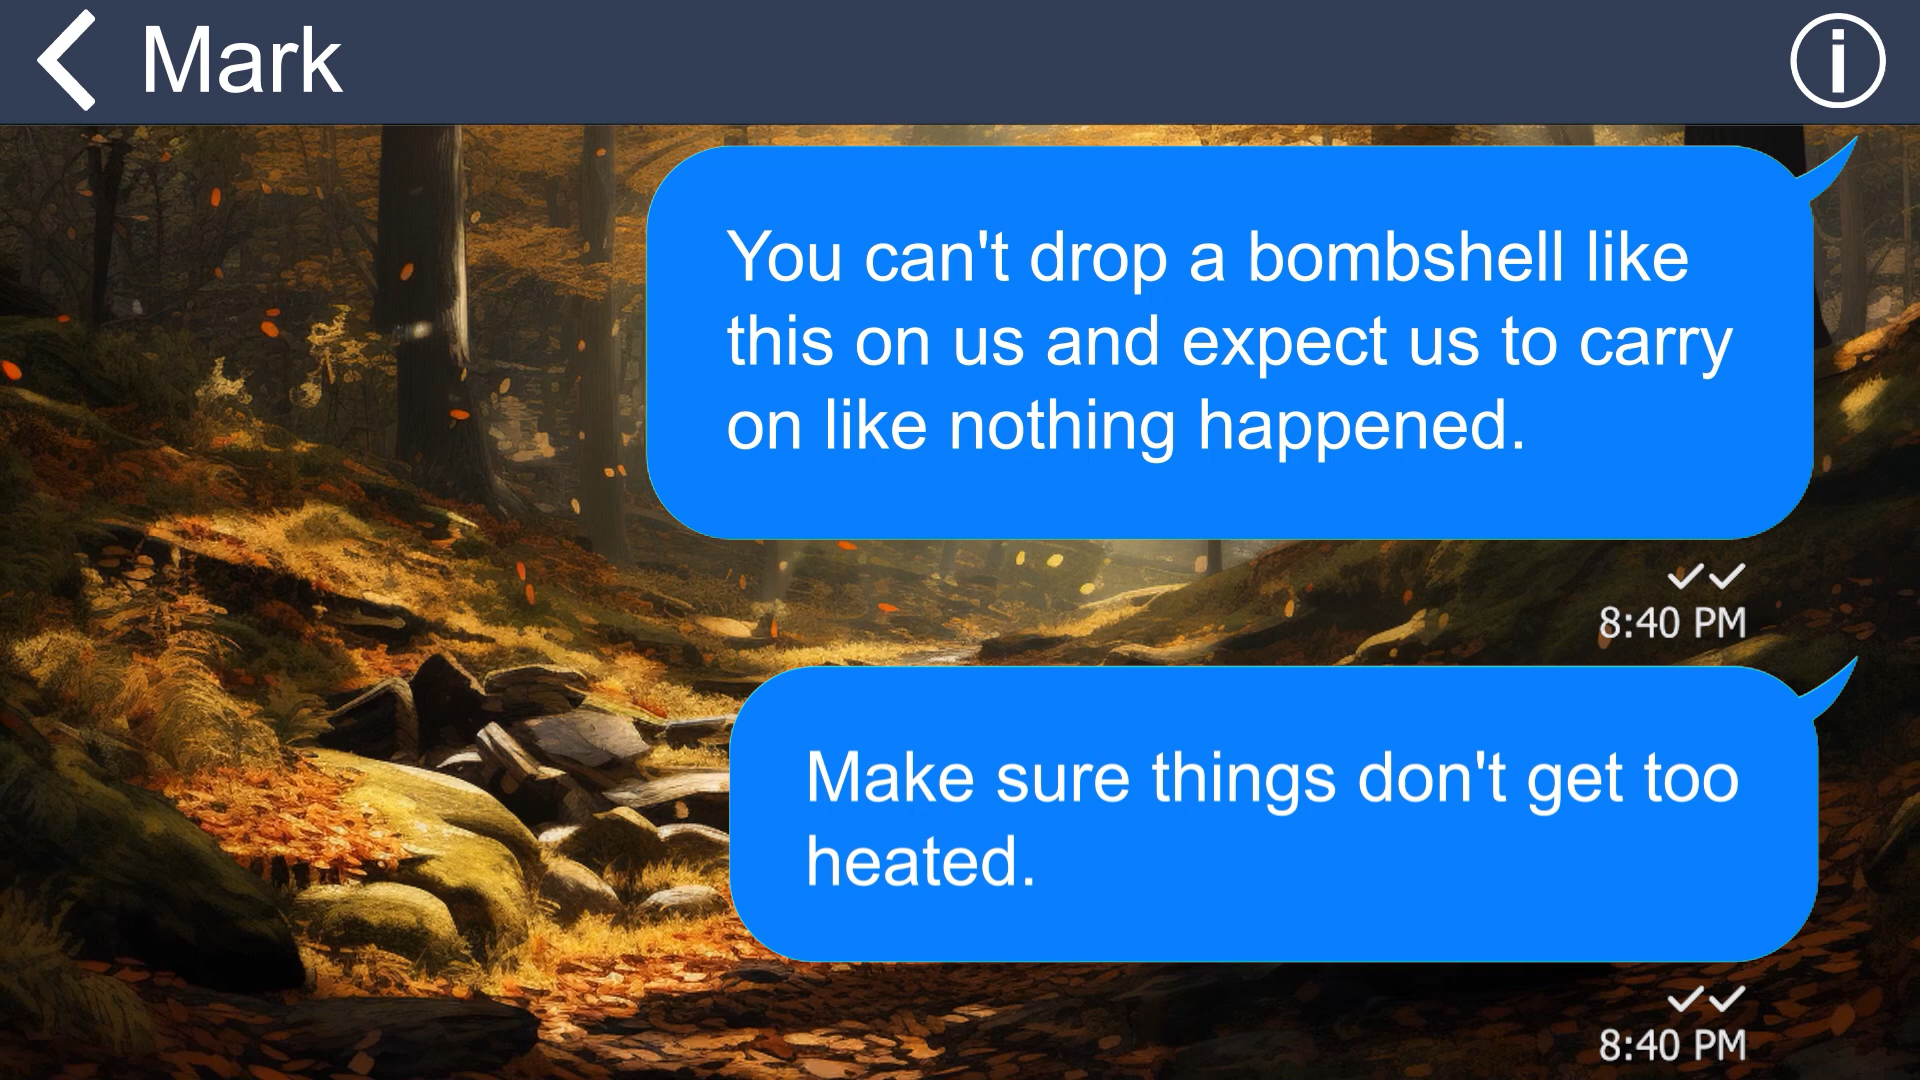 Mark
You can't drop a bombshell like
this on us and expect us to carry
on like nothing happened.
8:40 PM
Make sure things don't get too
heated.
8:40 PM